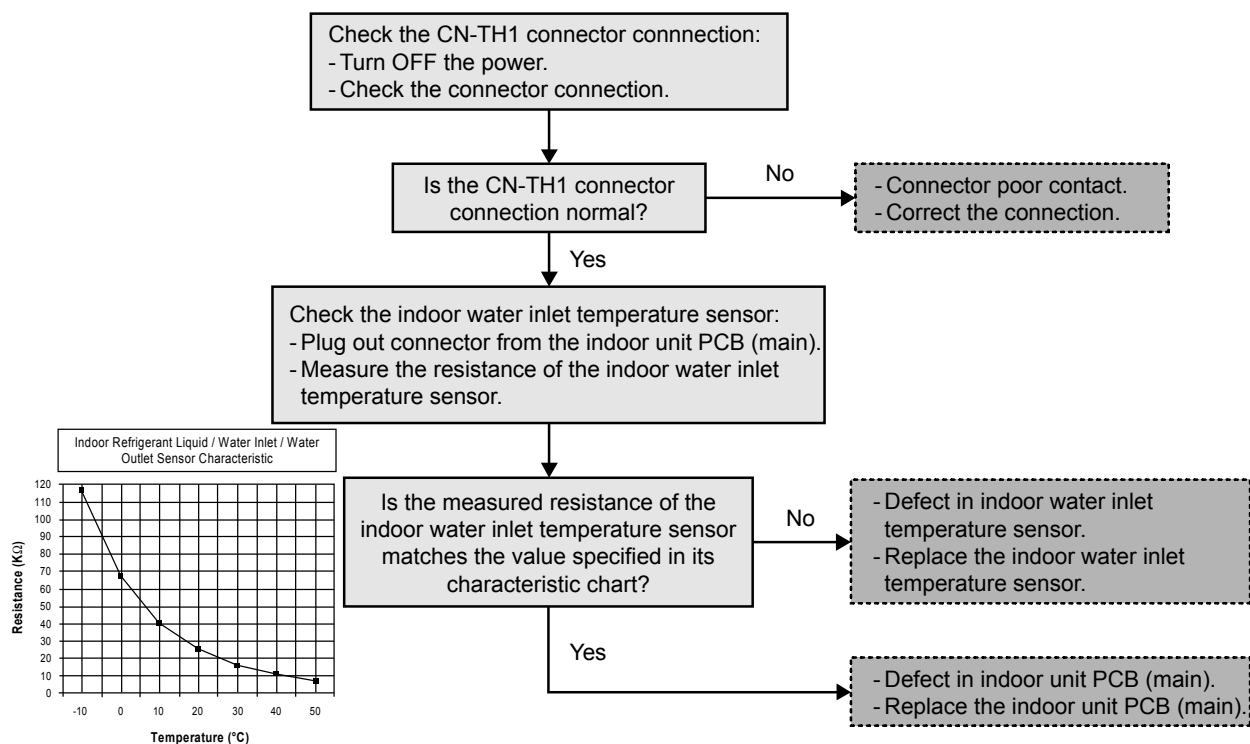 Check the CN-TH1 connector connnection:
- Turn OFF the power.
- Check the connector connection.
Is the CN-TH1 connector
connection normal?
No
- Connector poor contact.
- Correct the connection.
Yes
Check the indoor water inlet temperature sensor:
- Plug out connector from the indoor unit PCB (main).
- Measure the resistance of the indoor water inlet
temperature sensor.
Indoor Refrigerant Liquid / Water Inlet / Water
Outlet Sensor Characteristic
Resistance (KΩ)
120
110
100
90
80
70
60
50
40
30
20
10
0
-10 0 10 20 30 40 50
Temperature (°C)
Is the measured resistance of the
indoor water inlet temperature sensor
matches the value specified in its
characteristic chart?
No
- Defect in indoor water inlet
temperature sensor.
- Replace the indoor water inlet
temperature sensor.
Yes
- Defect in indoor unit PCB (main).
- Replace the indoor unit PCB (main).